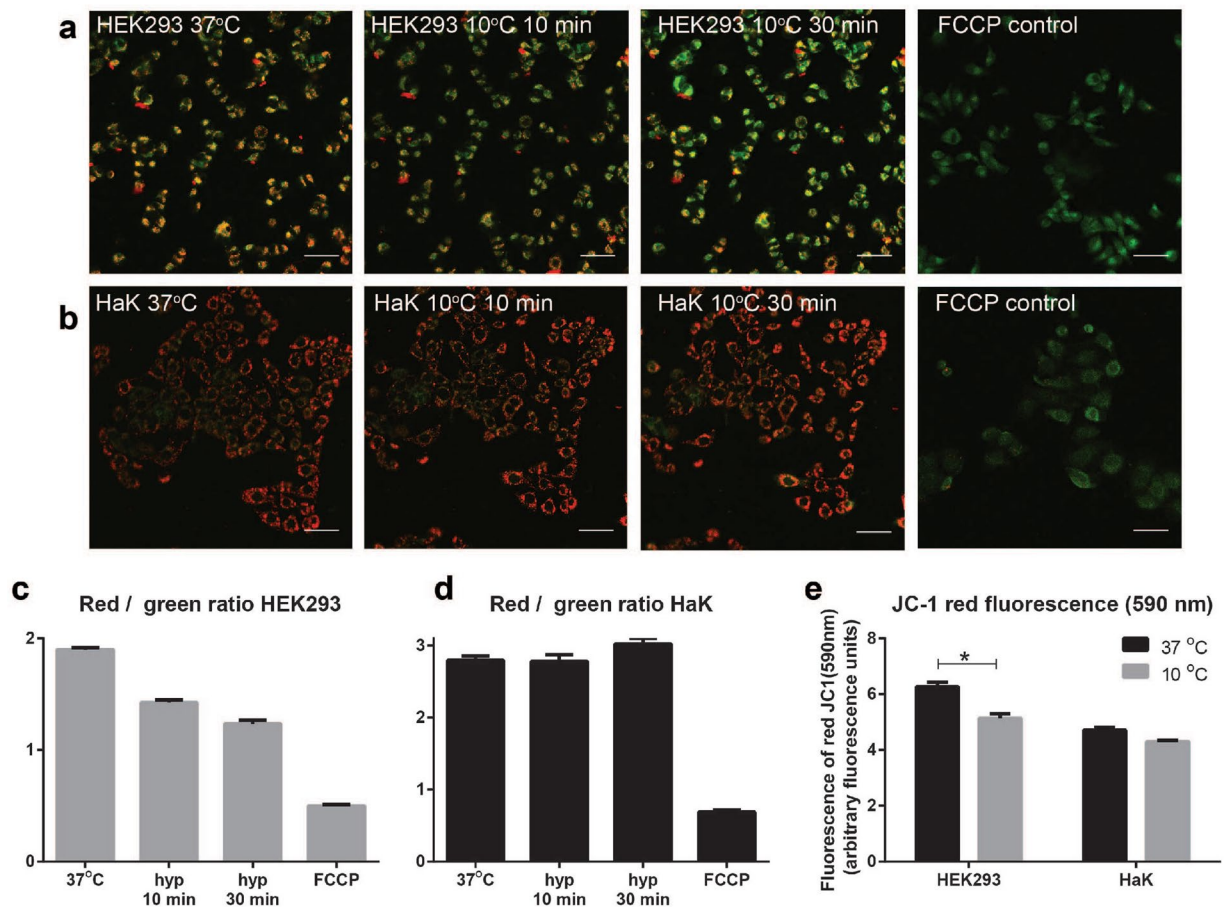 a
HEK293 37°C
HEK293 10°C 10 min
HEK293 10°C 30 min
FCCP control
b
HaK 37°C
HaK 10°C 10 min
HaK 10°C 30 min
FCCP control
c
Red / green ratio HEK293
2
1
0
37°C
hyp
10 min
hyp
30 min
FCCP
d
Red / green ratio HaK
3
2
1
0
37°C
hyp
10 min
hyp
30 min
FCCP
e
JC-1 red fluorescence (590 nm)
Fluorescence of red JC1(590nm)
(arbitrary fluorescence units)
8
6
4
2
0
*
37 °C
10 °C
HEK293
HaK